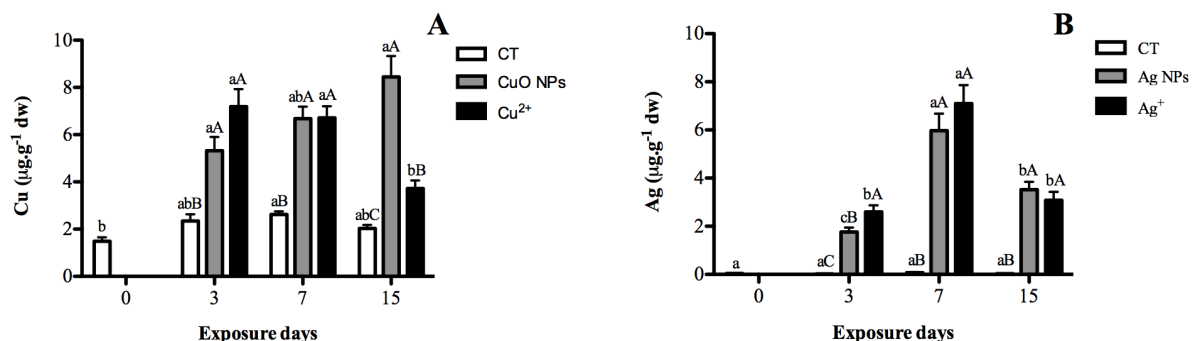 A
CT
CuO NPs
Cu²⁺
Cu (µg.g⁻¹ dw)
10
8
6
4
2
0
b
abB
aA
aA
aB
abA
aA
abC
aA
bB
0 3 7 15
Exposure days
B
CT
Ag NPs
Ag⁺
Ag (µg.g⁻¹ dw)
10
8
6
4
2
0
a
aC
cB
bA
aB
aA
aA
aB
bA
bA
0 3 7 15
Exposure days